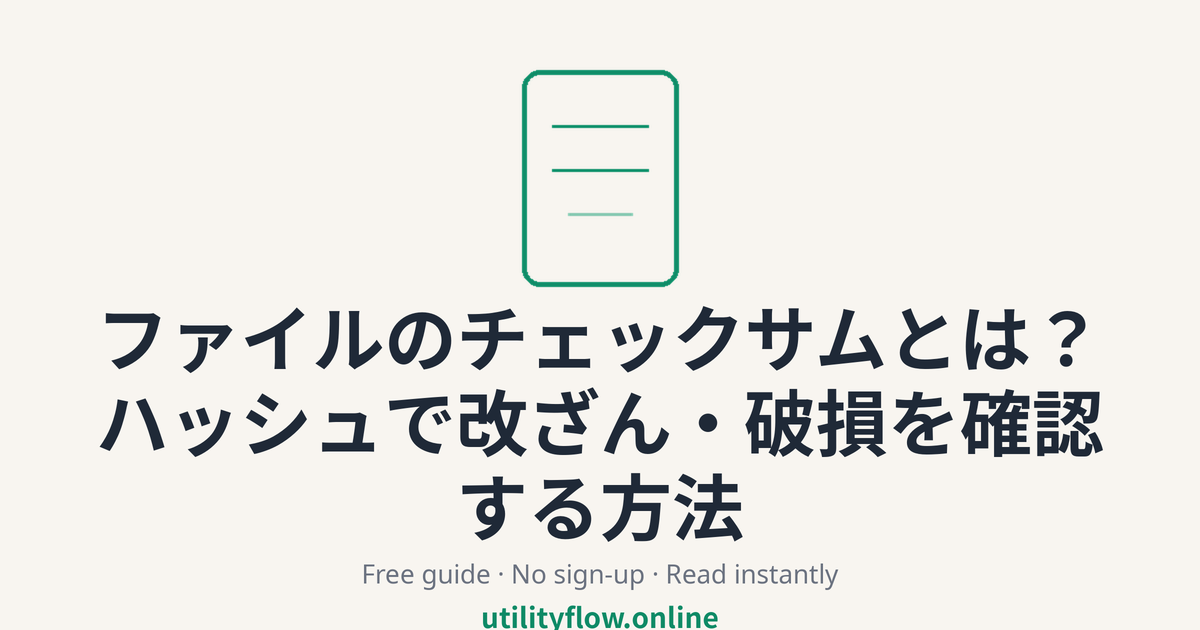 ファイルのチェックサムとは？
ハッシュで改ざん・破損を確認
する方法
Free guide · No sign-up · Read instantly
utilityflow.online